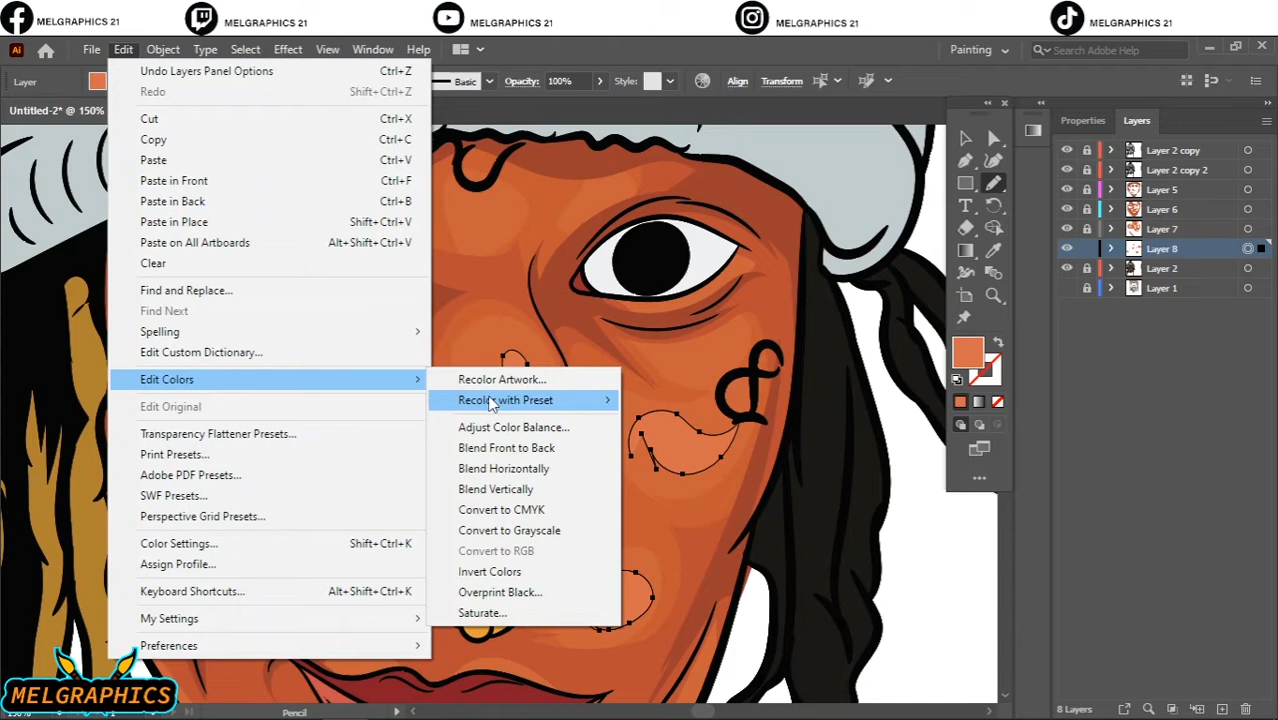 MELGRAPHICS 21 MELGRAPHICS 21 MELGRAPHICS 21 MELGRAPHICS 21 MELGRAPHICS 21
Ai File Edit Object Type Select Effect View Window Help Painting Search Adobe Help
Layer Basic Opacity: 100% Style: Align Transform
Untitled-2* @ 150%
Undo Layers Panel Options Ctrl+Z
Redo Shift+Ctrl+Z
Cut Ctrl+X
Copy Ctrl+C
Paste Ctrl+V
Paste in Front Ctrl+F
Paste in Back Ctrl+B
Paste in Place Shift+Ctrl+V
Paste on All Artboards Alt+Shift+Ctrl+V
Clear
Find and Replace...
Find Next
Spelling
Edit Custom Dictionary...
Edit Colors
Edit Original
Transparency Flattener Presets...
Print Presets...
Adobe PDF Presets...
SWF Presets...
Perspective Grid Presets...
Color Settings... Shift+Ctrl+K
Assign Profile...
Keyboard Shortcuts... Alt+Shift+Ctrl+K
My Settings
Preferences
Recolor Artwork...
Recolor with Preset
Adjust Color Balance...
Blend Front to Back
Blend Horizontally
Blend Vertically
Convert to CMYK
Convert to Grayscale
Convert to RGB
Invert Colors
Overprint Black...
Saturate...
Properties Layers
Layer 2 copy
Layer 2 copy 2
Layer 5
Layer 6
Layer 7
Layer 8
Layer 2
Layer 1
MELGRAPHICS
Pencil
8 Layers